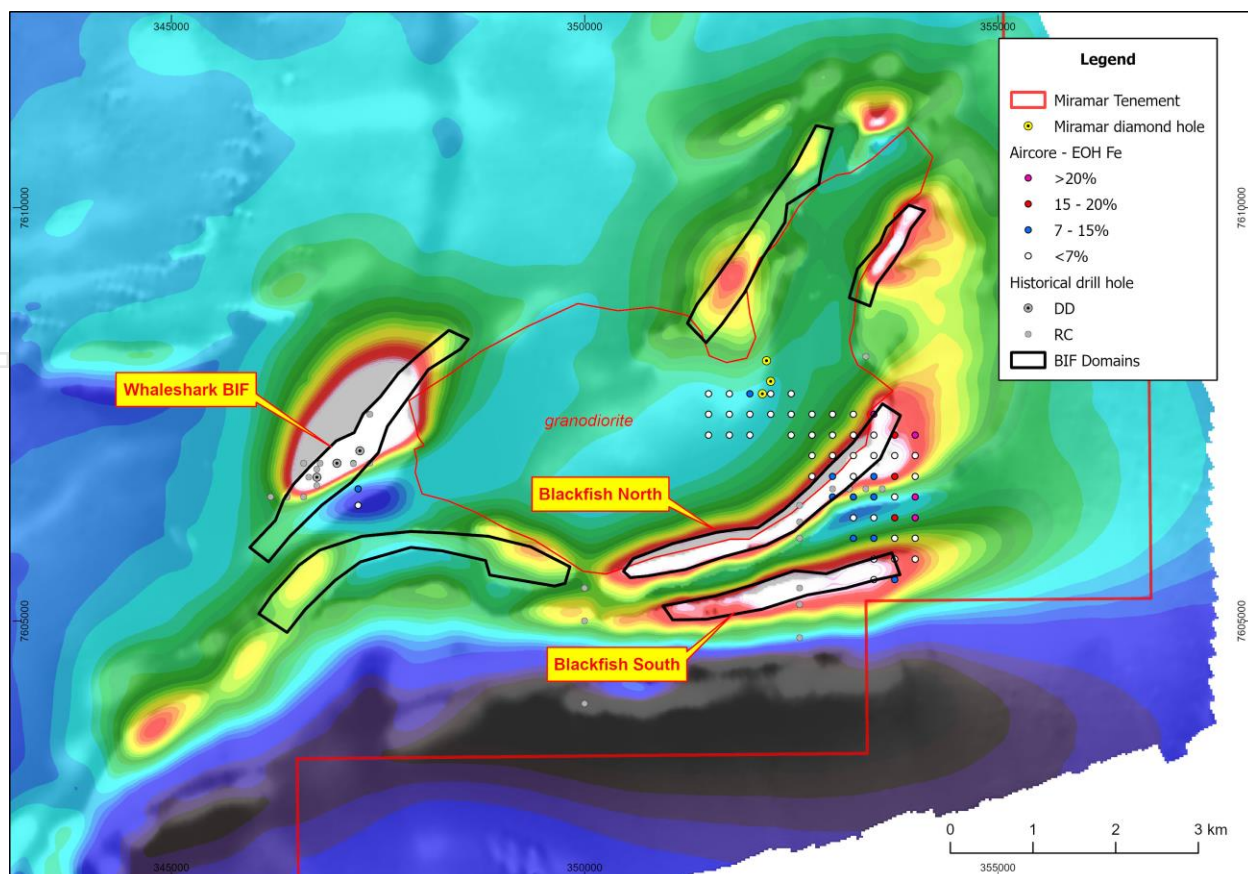 345000
350000
355000
Legend
Miramar Tenement
Miramar diamond hole
Aircore - EOH Fe
>20%
15 - 20%
7 - 15%
<7%
Historical drill hole
DD
RC
BIF Domains
7610000
7610000
Whaleshark BIF
granodiorite
Blackfish North
7605000
7605000
Blackfish South
0 1 2 3 km
345000
350000
355000